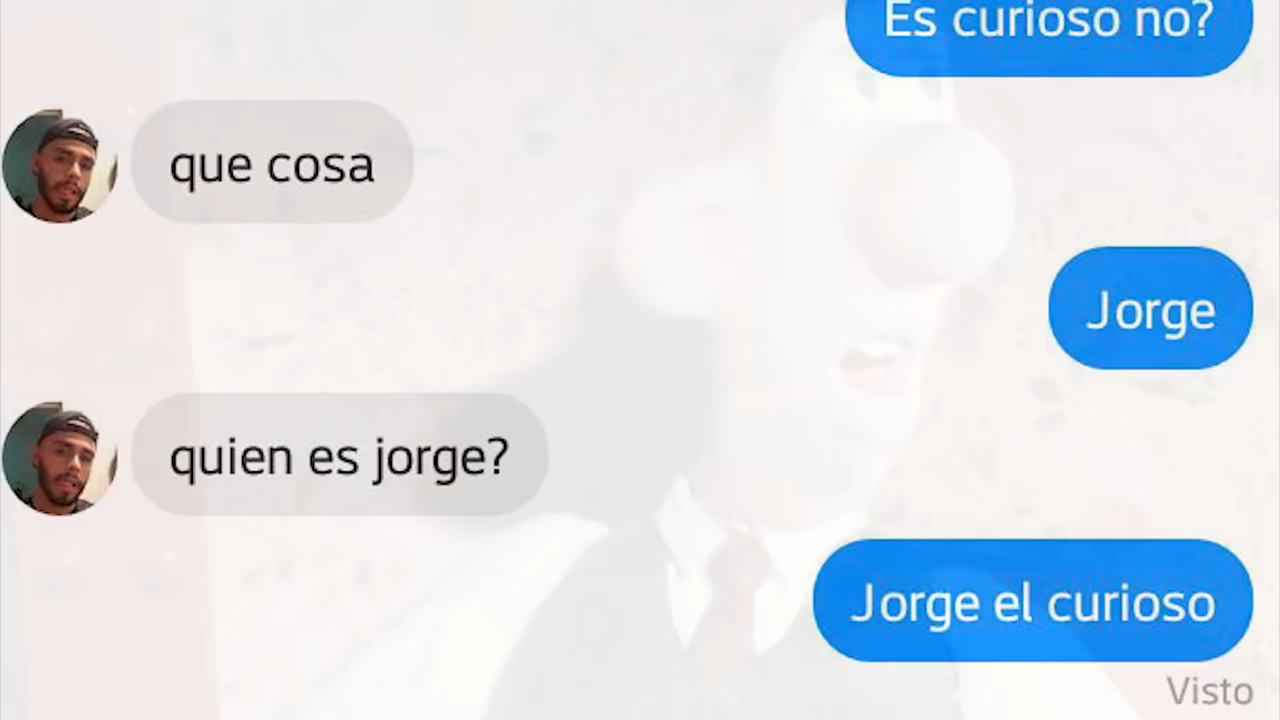 Es curioso no?
que cosa
Jorge
quien es jorge?
Jorge el curioso
Visto